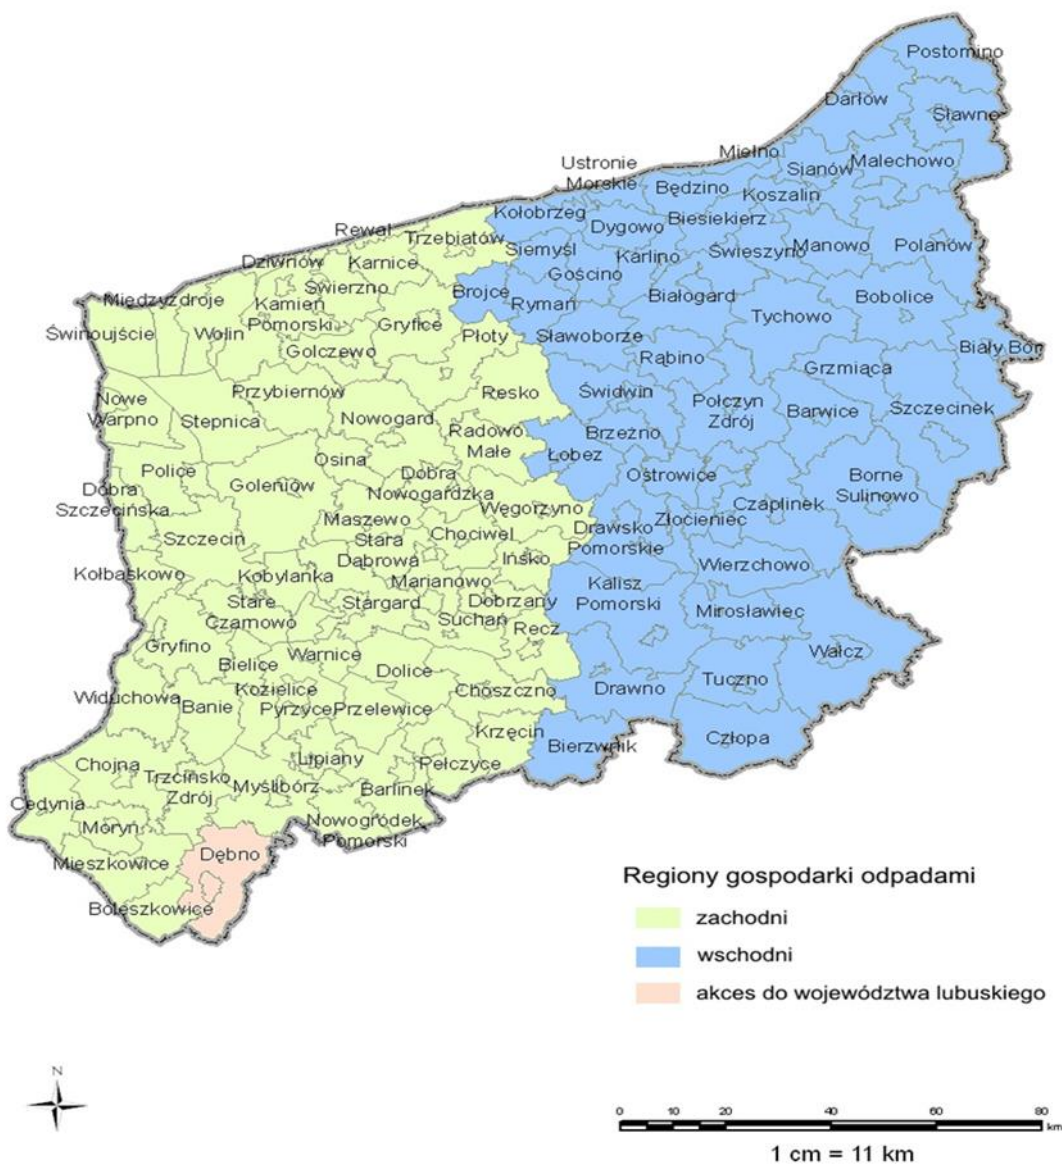 Postomino
Darłów
Sławno
Mielno
Ustronie
Morskie
Sianów
Malechowo
Będzino
Koszalin
Kołobrzeg
Dygowo
Biesiekierz
Rewal
Trzebiatów
Siemyśl
Karlino
Świeszyno
Manowo
Polanów
Dziwnów
Karnice
Gościno
Świerzno
Brojce
Ryman
Białogard
Bobolice
Międzyzdroje
Kamień
Pomorski
Gryfice
Tychowo
Świnoujście
Wolin
Płoty
Sławoborze
Biały Bór
Golczewo
Rąbino
Grzmiąca
Przybiernów
Resko
Świdwin
Połczyn
Zdrój
Barwice
Szczecinek
Nowe
Warpno
Stepnica
Nowogard
Radowo
Małe
Brzeżno
Osina
Łobez
Police
Goleniów
Dobra
Nowogardzka
Ostrowice
Borne
Sulinowo
Dobra
Szczecińska
Węgorzyno
Czaplinek
Maszewo
Złocieniec
Szczecin
Stara
Dąbrowa
Chociwel
Drawsko
Pomorskie
Ińsko
Wierzchowo
Kołbaskowo
Kobylanka
Marianowo
Kalisz
Pomorski
Stare
Czarnowo
Stargard
Dobrzany
Suchań
Mirosławiec
Recz
Gryfino
Warnice
Wałcz
Bielice
Dolice
Tuczno
Widuchowa
Banie
Kozielice
Choszczno
Drawno
Pyrzyce
Przelewice
Krzęcin
Człopa
Bierzwnik
Chojna
Lipiany
Pełczyce
Trzcińsko
Zdrój
Myślibórz
Barlinek
Cedynia
Moryń
Nowogródek
Pomorski
Mieszkowice
Dębno
Boleszkowice
Regiony gospodarki odpadami
zachodni
wschodni
akces do województwa lubuskiego
N
0 10 20 40 60 80
km
1 cm = 11 km